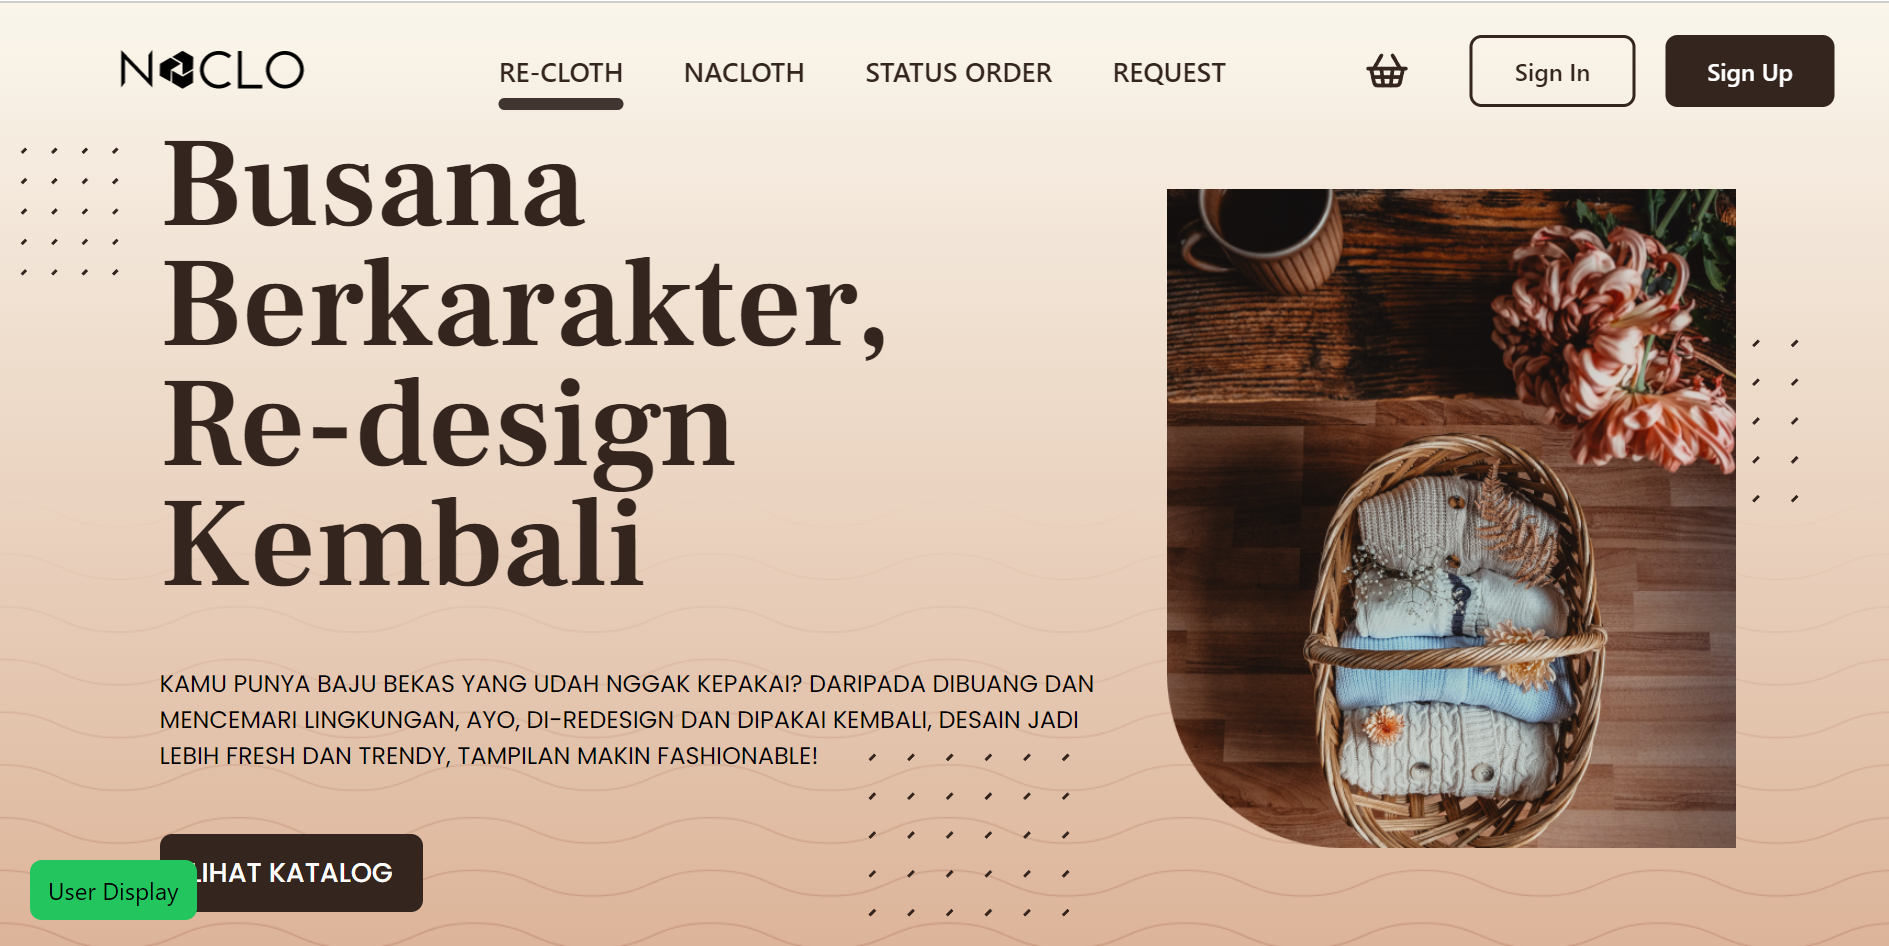 NACLO
RE-CLOTH
NACLOTH
STATUS ORDER
REQUEST
Sign In
Sign Up
Busana
Berkarakter,
Re-design
Kembali
KAMU PUNYA BAJU BEKAS YANG UDAH NGGAK KEPAKAI? DARIPADA DIBUANG DAN
MENCEMARI LINGKUNGAN, AYO, DI-REDESIGN DAN DIPAKAI KEMBALI, DESAIN JADI
LEBIH FRESH DAN TRENDY, TAMPILAN MAKIN FASHIONABLE!
LIHAT KATALOG
User Display